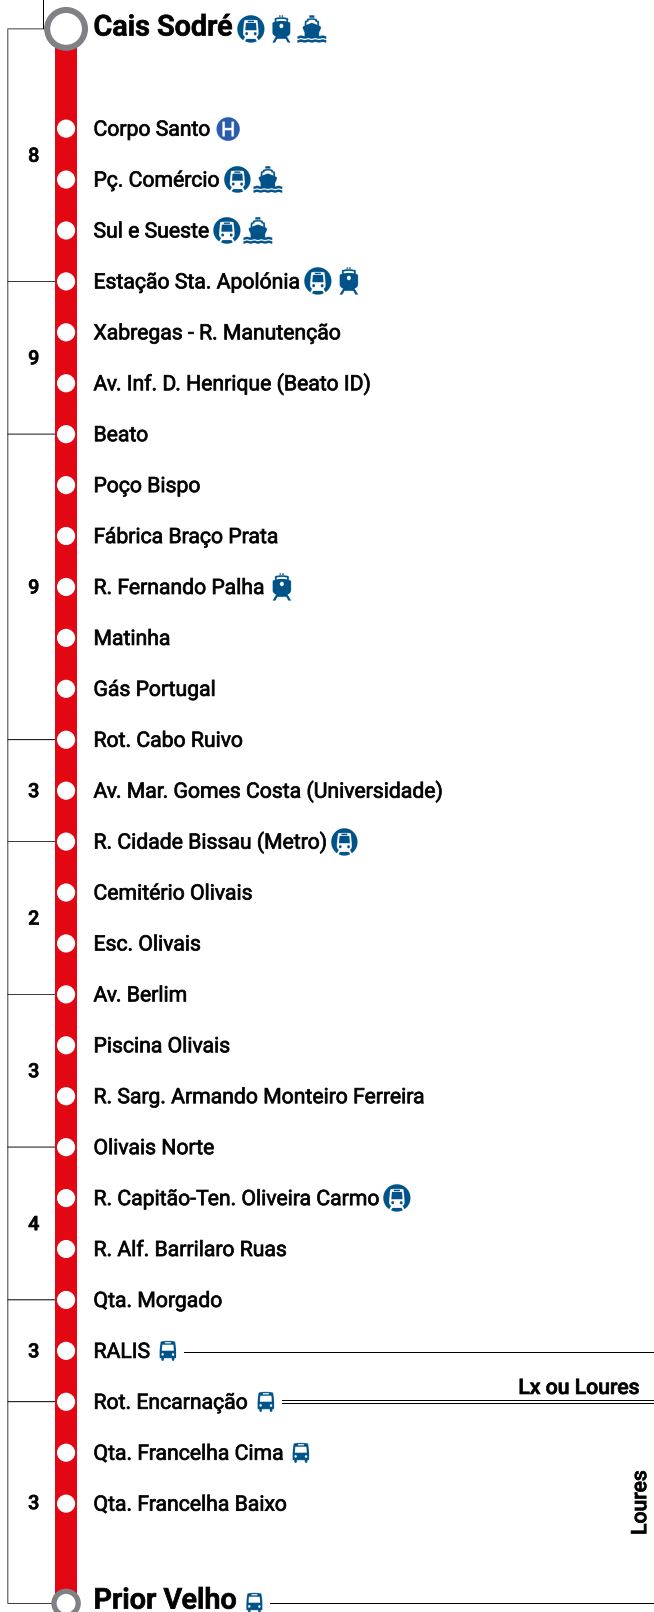 Cais Sodré
Corpo Santo H
8
Pç. Comércio
Sul e Sueste
Estação Sta. Apolónia
Xabregas - R. Manutenção
9
Av. Inf. D. Henrique (Beato ID)
Beato
Poço Bispo
Fábrica Braço Prata
9
R. Fernando Palha
Matinha
Gás Portugal
Rot. Cabo Ruivo
3
Av. Mar. Gomes Costa (Universidade)
R. Cidade Bissau (Metro)
Cemitério Olivais
2
Esc. Olivais
Av. Berlim
Piscina Olivais
3
R. Sarg. Armando Monteiro Ferreira
Olivais Norte
R. Capitão-Ten. Oliveira Carmo
4
R. Alf. Barrilaro Ruas
Qta. Morgado
3
RALIS
Lx ou Loures
Rot. Encarnação
Qta. Francelha Cima
Loures
3
Qta. Francelha Baixo
Prior Velho